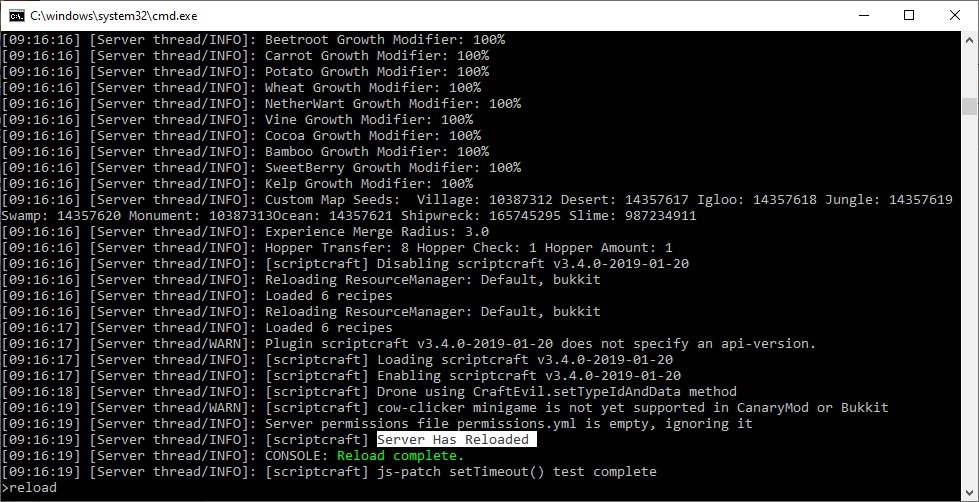 C:\windows\system32\cmd.exe
[09:16:16] [Server thread/INFO]: Beetroot Growth Modifier: 100%
[09:16:16] [Server thread/INFO]: Carrot Growth Modifier: 100%
[09:16:16] [Server thread/INFO]: Potato Growth Modifier: 100%
[09:16:16] [Server thread/INFO]: Wheat Growth Modifier: 100%
[09:16:16] [Server thread/INFO]: NetherWart Growth Modifier: 100%
[09:16:16] [Server thread/INFO]: Vine Growth Modifier: 100%
[09:16:16] [Server thread/INFO]: Cocoa Growth Modifier: 100%
[09:16:16] [Server thread/INFO]: Bamboo Growth Modifier: 100%
[09:16:16] [Server thread/INFO]: SweetBerry Growth Modifier: 100%
[09:16:16] [Server thread/INFO]: Kelp Growth Modifier: 100%
[09:16:16] [Server thread/INFO]: Custom Map Seeds:  Village: 10387312 Desert: 14357617 Igloo: 14357618 Jungle: 14357619
Swamp: 14357620 Monument: 10387313Ocean: 14357621 Shipwreck: 165745295 Slime: 987234911
[09:16:16] [Server thread/INFO]: Experience Merge Radius: 3.0
[09:16:16] [Server thread/INFO]: Hopper Transfer: 8 Hopper Check: 1 Hopper Amount: 1
[09:16:16] [Server thread/INFO]: [scriptcraft] Disabling scriptcraft v3.4.0-2019-01-20
[09:16:16] [Server thread/INFO]: Reloading ResourceManager: Default, bukkit
[09:16:16] [Server thread/INFO]: Loaded 6 recipes
[09:16:16] [Server thread/INFO]: Reloading ResourceManager: Default, bukkit
[09:16:17] [Server thread/INFO]: Loaded 6 recipes
[09:16:17] [Server thread/WARN]: Plugin scriptcraft v3.4.0-2019-01-20 does not specify an api-version.
[09:16:17] [Server thread/INFO]: [scriptcraft] Loading scriptcraft v3.4.0-2019-01-20
[09:16:17] [Server thread/INFO]: [scriptcraft] Enabling scriptcraft v3.4.0-2019-01-20
[09:16:18] [Server thread/INFO]: [scriptcraft] Drone using CraftEvil.setTypeIdAndData method
[09:16:19] [Server thread/WARN]: [scriptcraft] cow-clicker minigame is not yet supported in CanaryMod or Bukkit
[09:16:19] [Server thread/INFO]: Server permissions file permissions.yml is empty, ignoring it
[09:16:19] [Server thread/INFO]: [scriptcraft] Server Has Reloaded
[09:16:19] [Server thread/INFO]: CONSOLE: Reload complete.
[09:16:19] [Server thread/INFO]: [scriptcraft] js-patch setTimeout() test complete
>reload